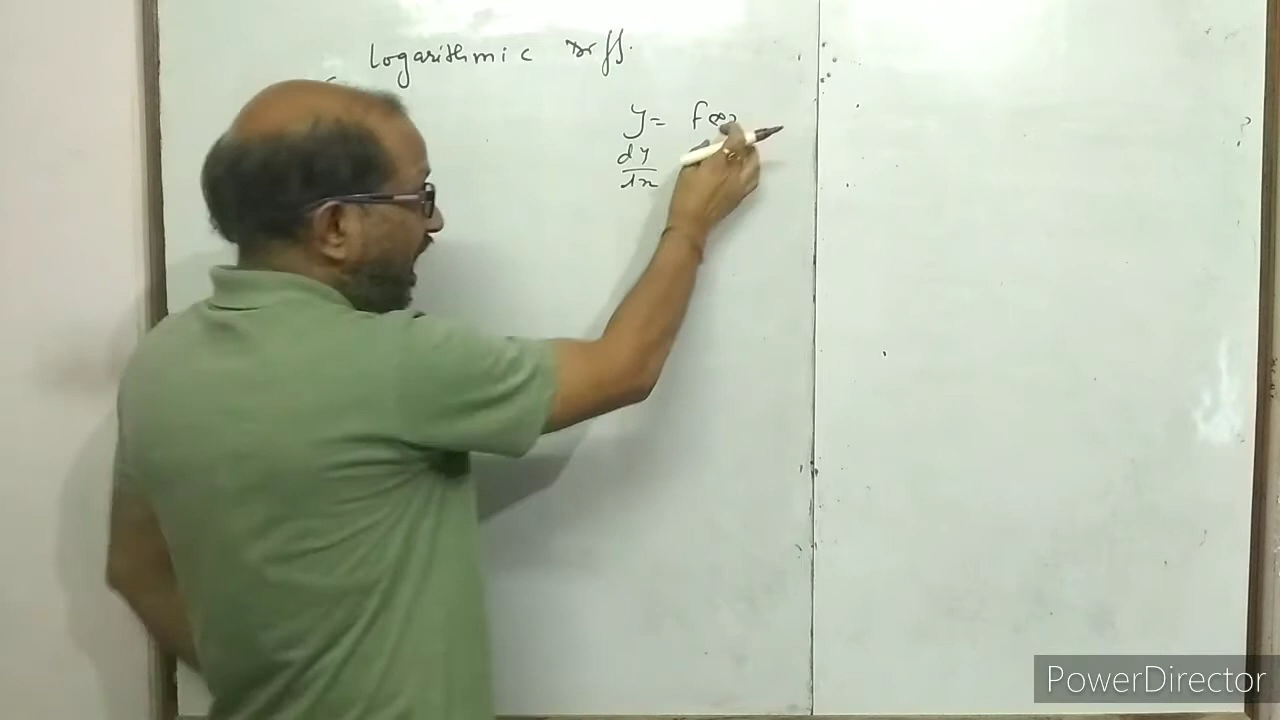 Logarithmic Diff.
y = f(x)
dy
dx
PowerDirector